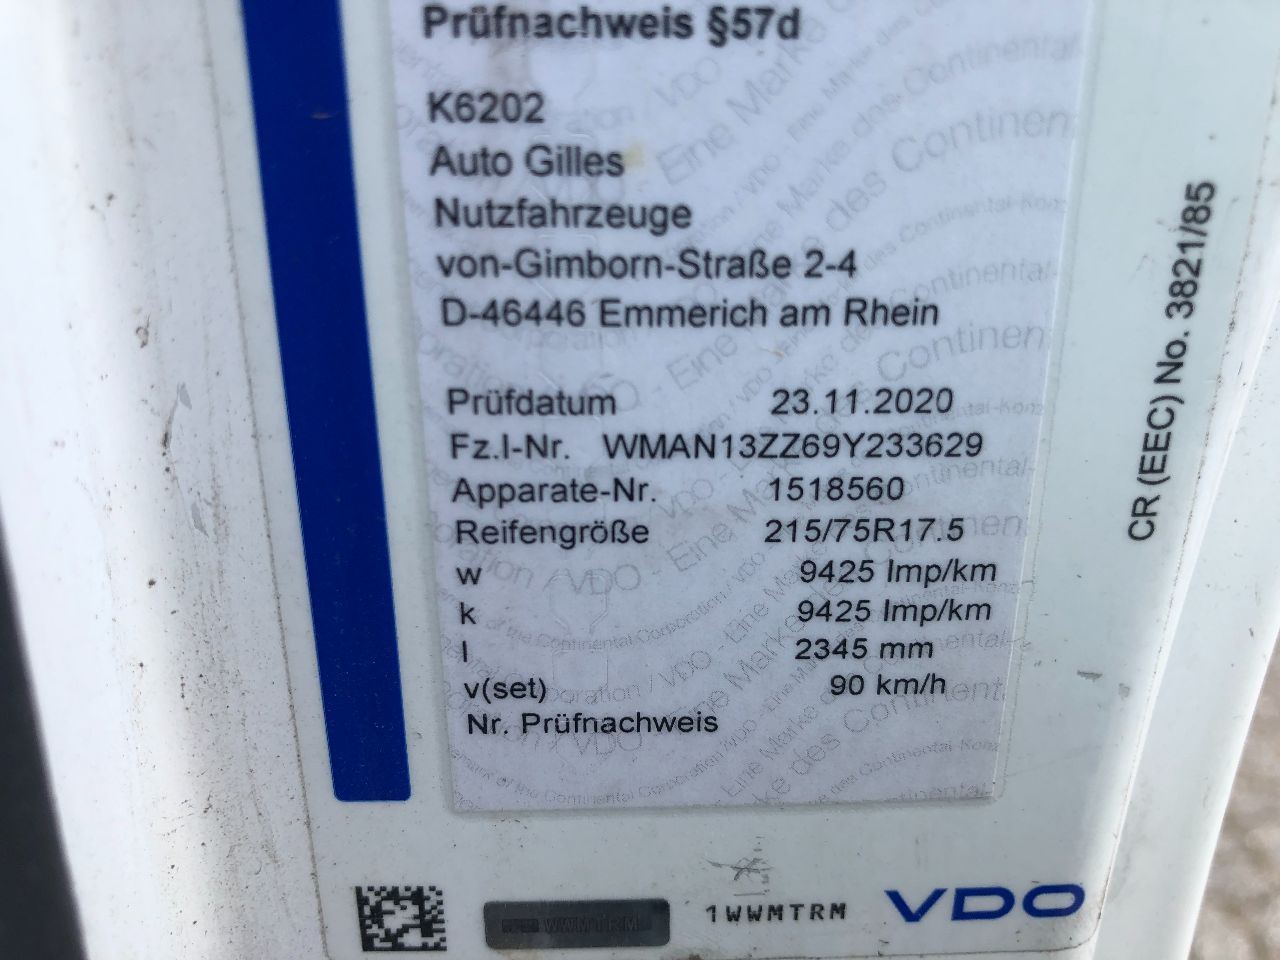 Prüfnachweis §57d
K6202
Auto Gilles
Nutzfahrzeuge
von-Gimborn-Straße 2-4
D-46446 Emmerich am Rhein
Prüfdatum 23.11.2020
Fz.I-Nr. WMAN13ZZ69Y233629
Apparate-Nr. 1518560
Reifengröße 215/75R17.5
w 9425 Imp/km
k 9425 Imp/km
l 2345 mm
v(set) 90 km/h
Nr. Prüfnachweis
CR (EEC) No. 3821/85
WWMTRM
1WWMTRM
VDO